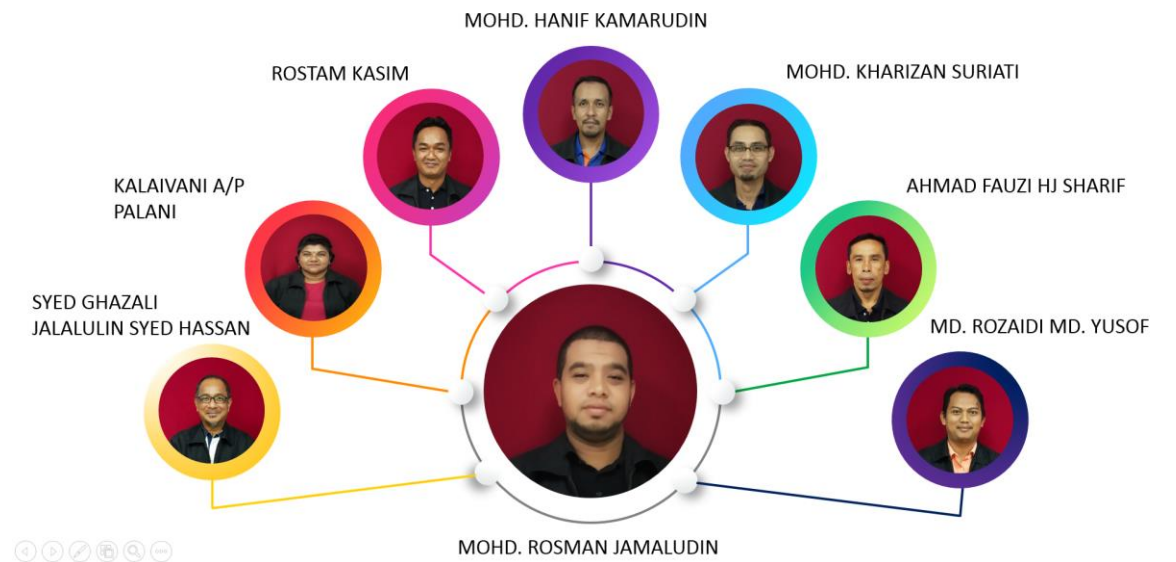 MOHD. HANIF KAMARUDIN
ROSTAM KASIM
MOHD. KHARIZAN SURIATI
KALAIVANI A/P
PALANI
AHMAD FAUZI HJ SHARIF
SYED GHAZALI
JALALULIN SYED HASSAN
MD. ROZAIDI MD. YUSOF
MOHD. ROSMAN JAMALUDIN